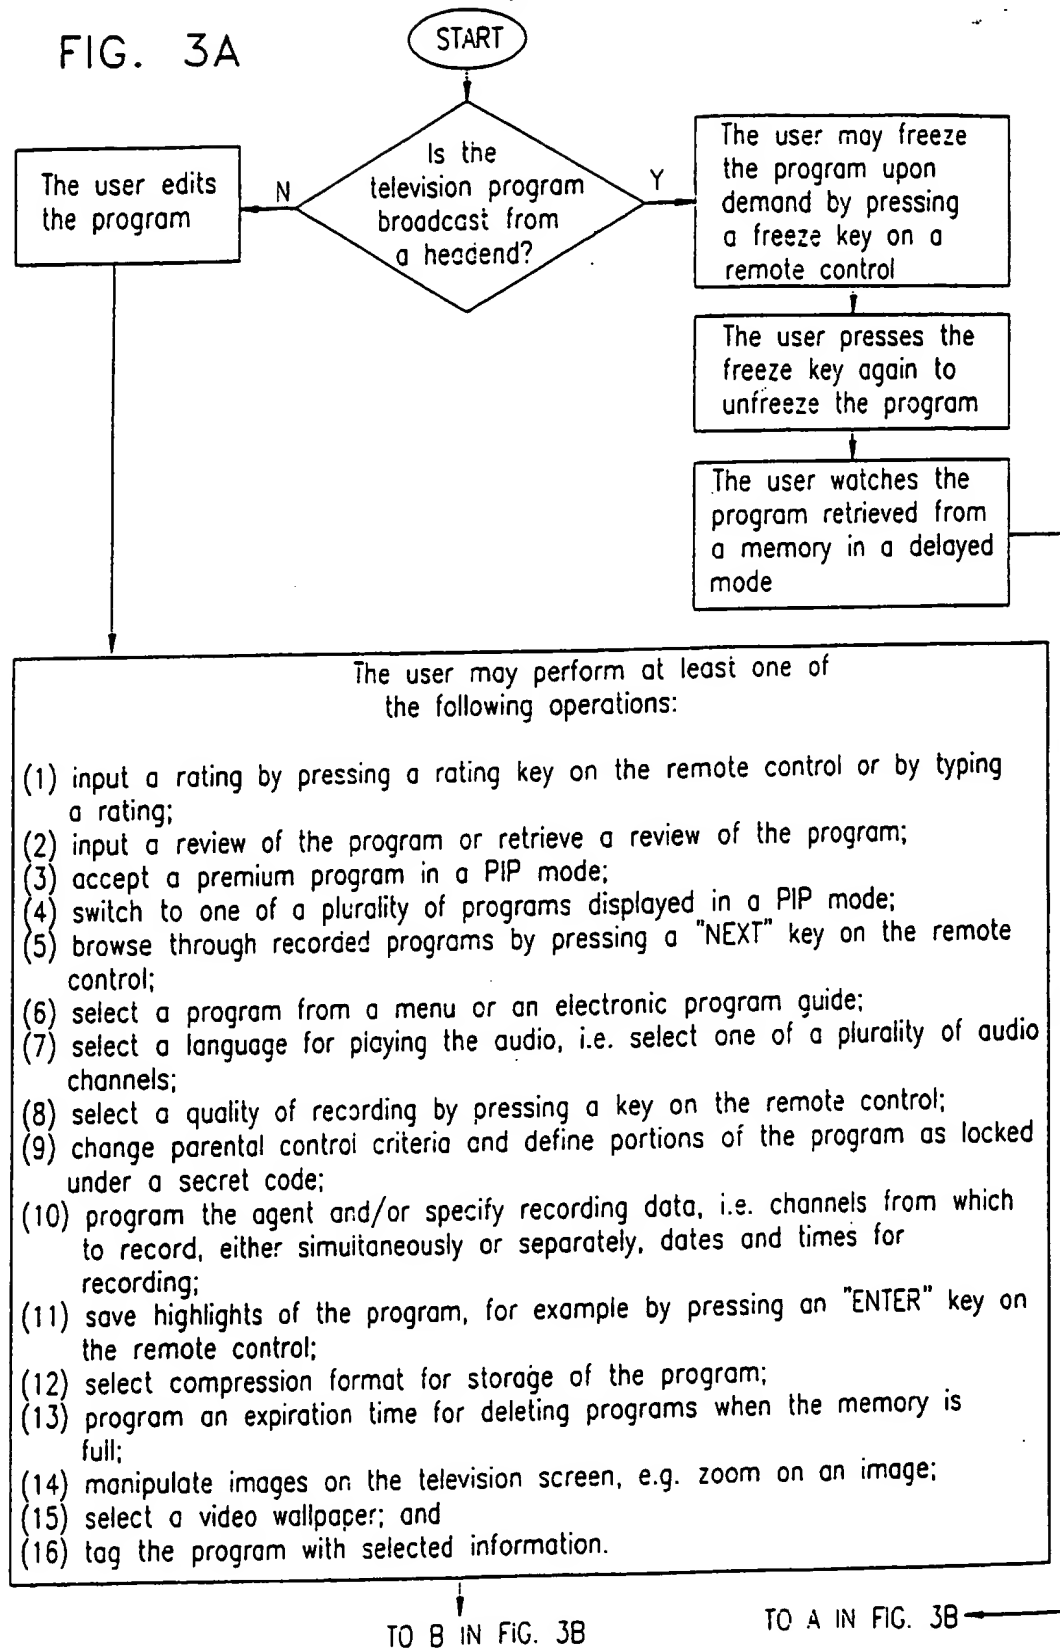 FIG. 3A
START
Is the
television program
broadcast from
a headend?
N
Y
The user edits
the program
The user may freeze
the program upon
demand by pressing
a freeze key on a
remote control
The user presses the
freeze key again to
unfreeze the program
The user watches the
program retrieved from
a memory in a delayed
mode
The user may perform at least one of
the following operations:
(1) input a rating by pressing a rating key on the remote control or by typing
a rating;
(2) input a review of the program or retrieve a review of the program;
(3) accept a premium program in a PIP mode;
(4) switch to one of a plurality of programs displayed in a PIP mode;
(5) browse through recorded programs by pressing a "NEXT" key on the remote
control;
(6) select a program from a menu or an electronic program guide;
(7) select a language for playing the audio, i.e. select one of a plurality of audio
channels;
(8) select a quality of recording by pressing a key on the remote control;
(9) change parental control criteria and define portions of the program as locked
under a secret code;
(10) program the agent and/or specify recording data, i.e. channels from which
to record, either simultaneously or separately, dates and times for
recording;
(11) save highlights of the program, for example by pressing an "ENTER" key on
the remote control;
(12) select compression format for storage of the program;
(13) program an expiration time for deleting programs when the memory is
full;
(14) manipulate images on the television screen, e.g. zoom on an image;
(15) select a video wallpaper; and
(16) tag the program with selected information.
TO B IN FIG. 3B
TO A IN FIG. 3B